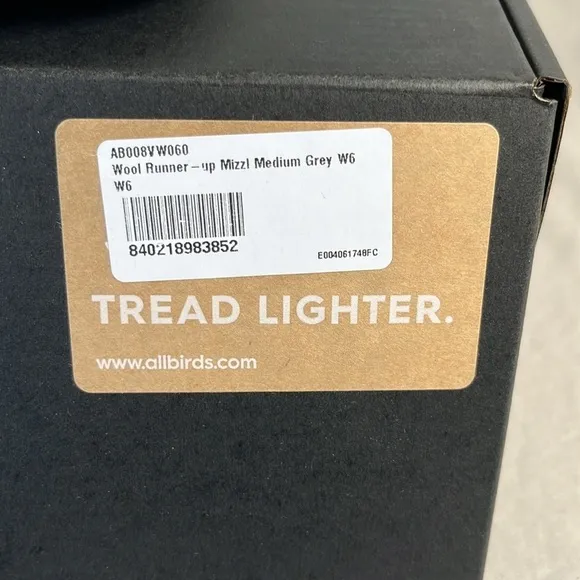 AB008VW060
Wool Runner-up Mizzl Medium Grey W6
W6
840218983852
E004061748FC
TREAD LIGHTER.
www.allbirds.com